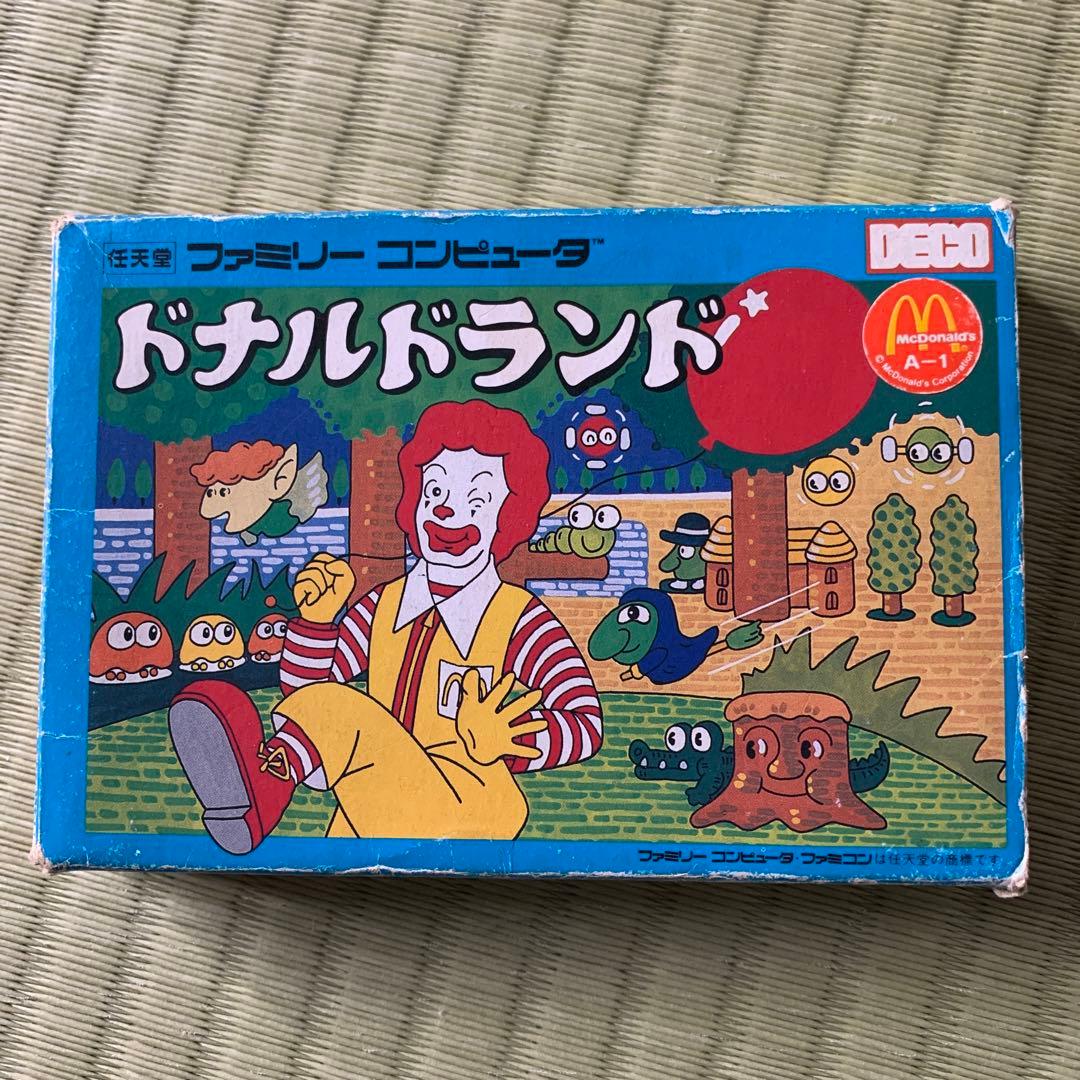 任天堂 ファミリー コンピュータ™
DECO
ドナルドランド
McDonald's
A-1
© McDonald's Corporation
ファミリー コンピュータ・ファミコンは任天堂の商標です